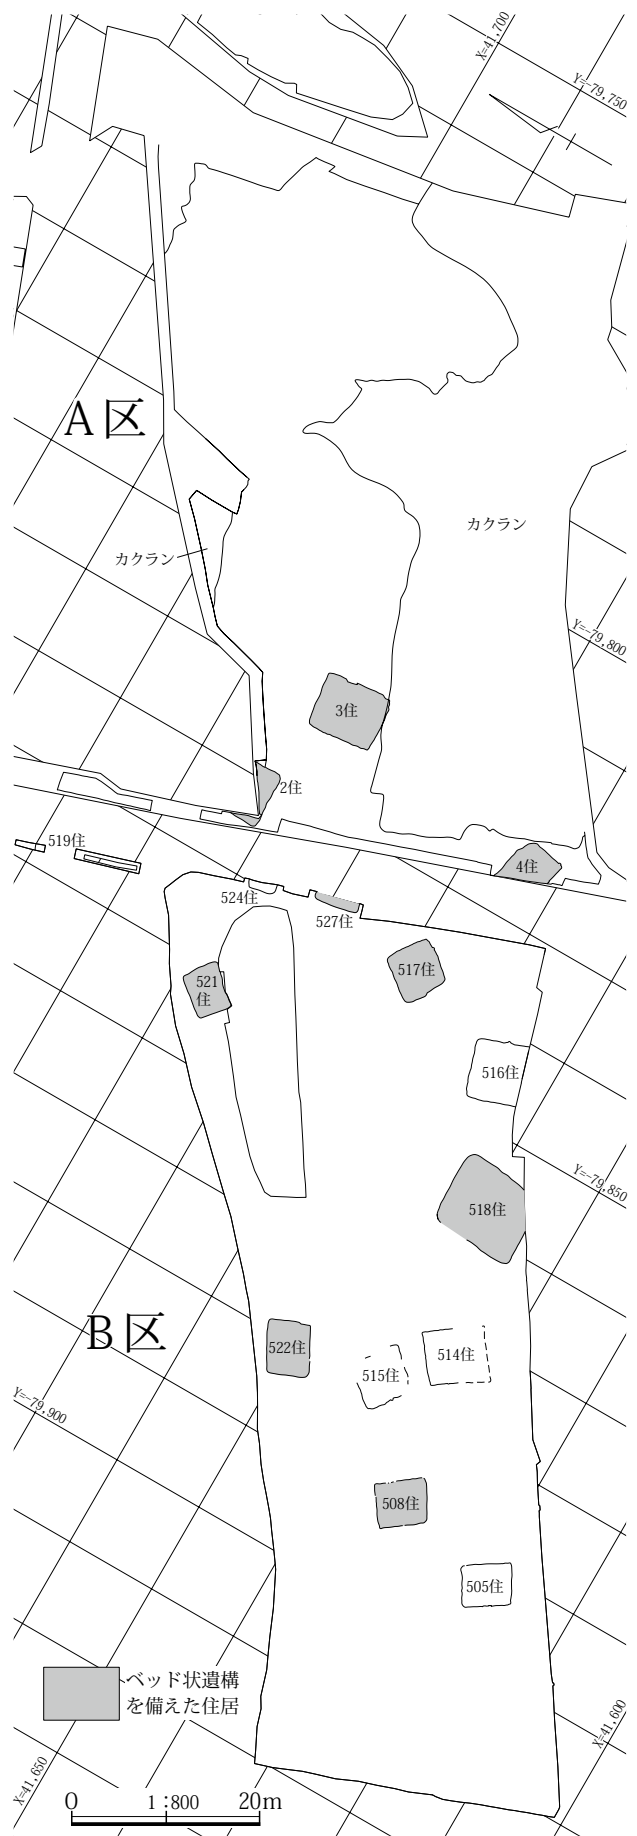 X=41,700
Y=-79,750
A区
カクラン
カクラン
Y=-79,800
3住
2住
519住
4住
524住
527住
517住
521
住
516住
Y=-79,850
518住
B区
522住
514住
515住
Y=-79,900
508住
505住
ベッド状遺構
を備えた住居
X=41,600
X=41,650
0 1:800 20m